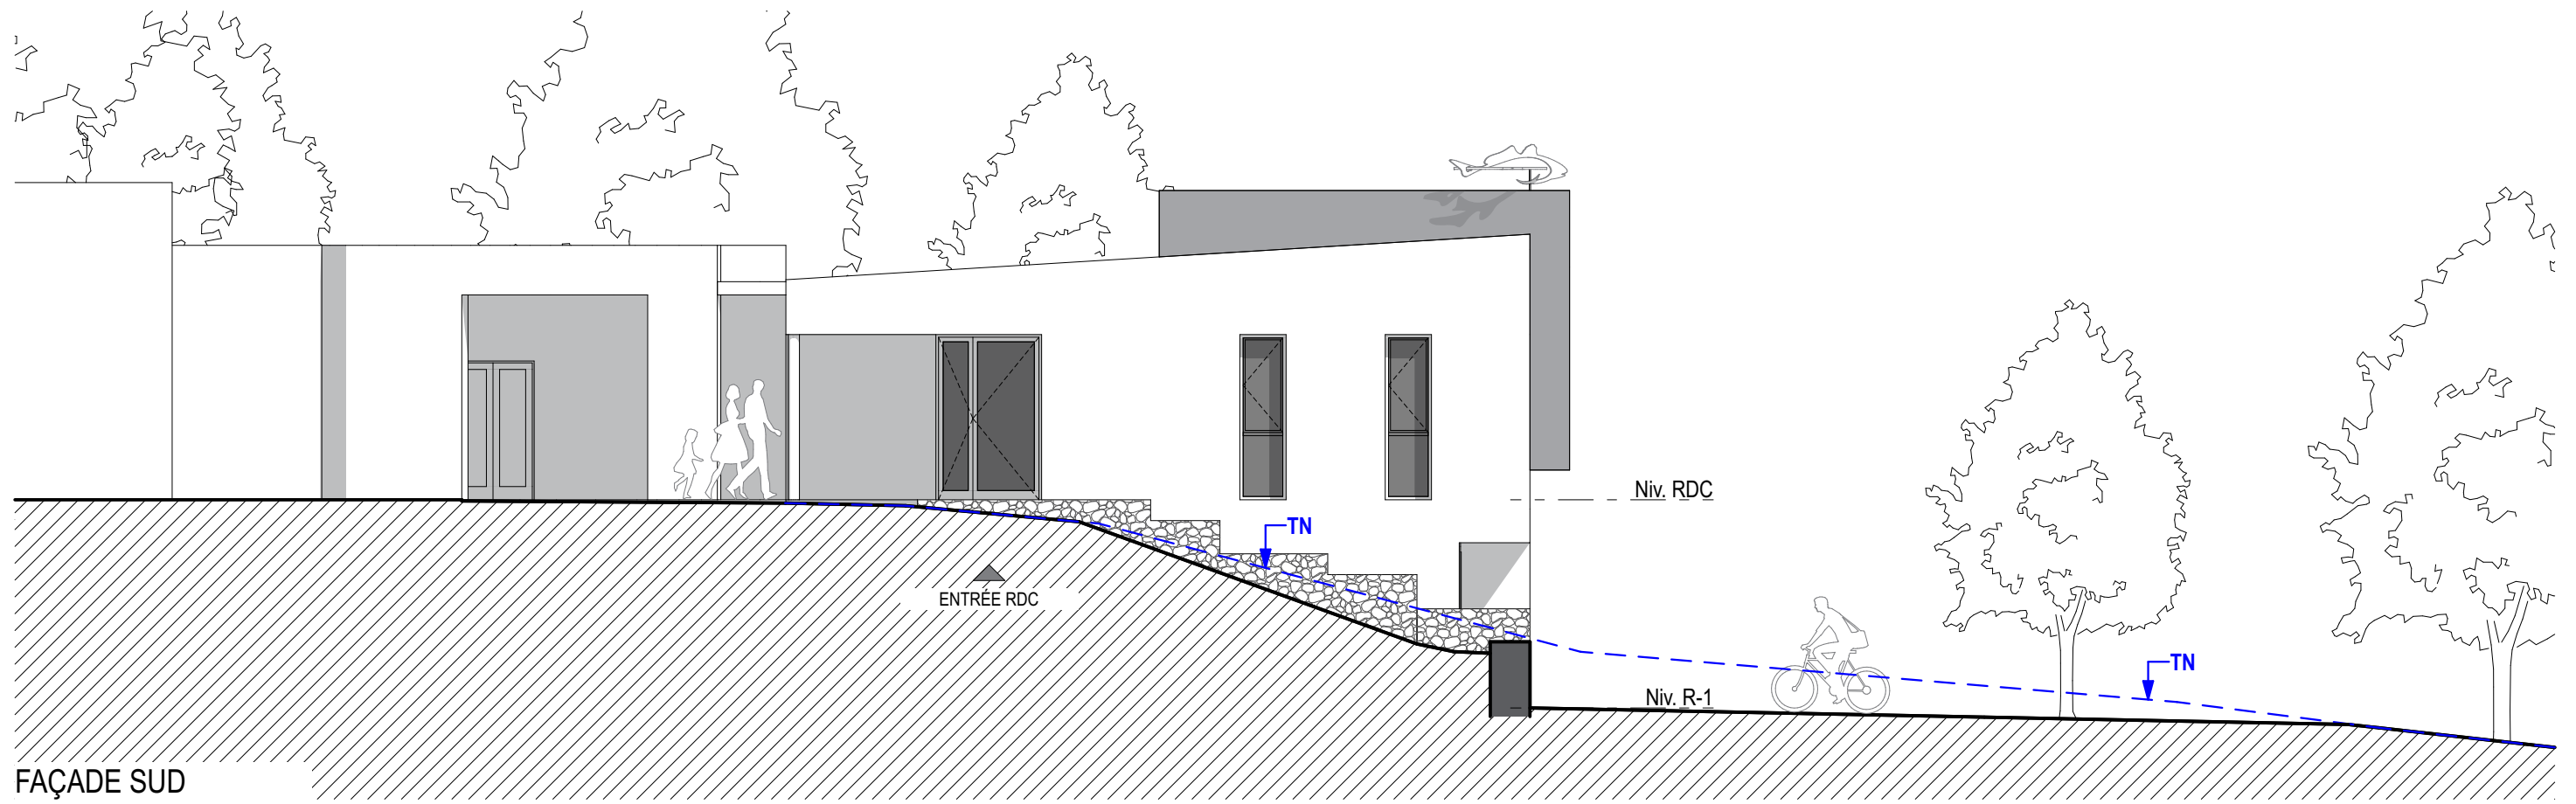 Niv. RDC
TN
ENTRÉE RDC
TN
Niv. R-1
FAÇADE SUD